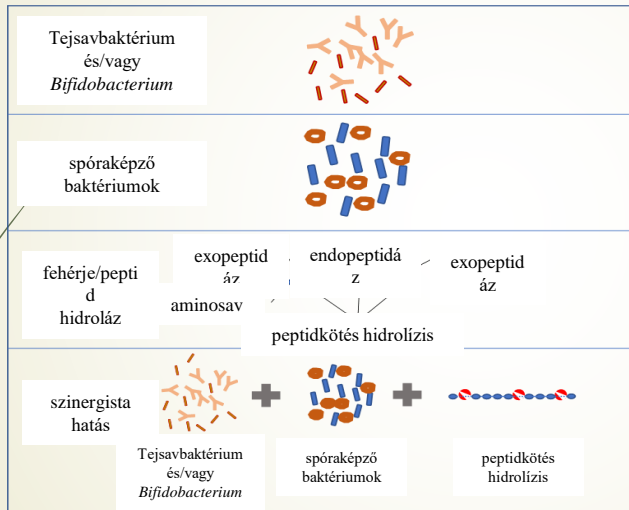 Tejsavbaktérium
és/vagy
Bifidobacterium
spóraképző
baktériumok
fehérje/pepti
d
hidroláz
exopeptid
áz
endopeptidá
z
exopeptid
áz
aminosav
peptidkötés hidrolízis
szinergista
hatás
Tejsavbaktérium
és/vagy
Bifidobacterium
spóraképző
baktériumok
peptidkötés
hidrolízis